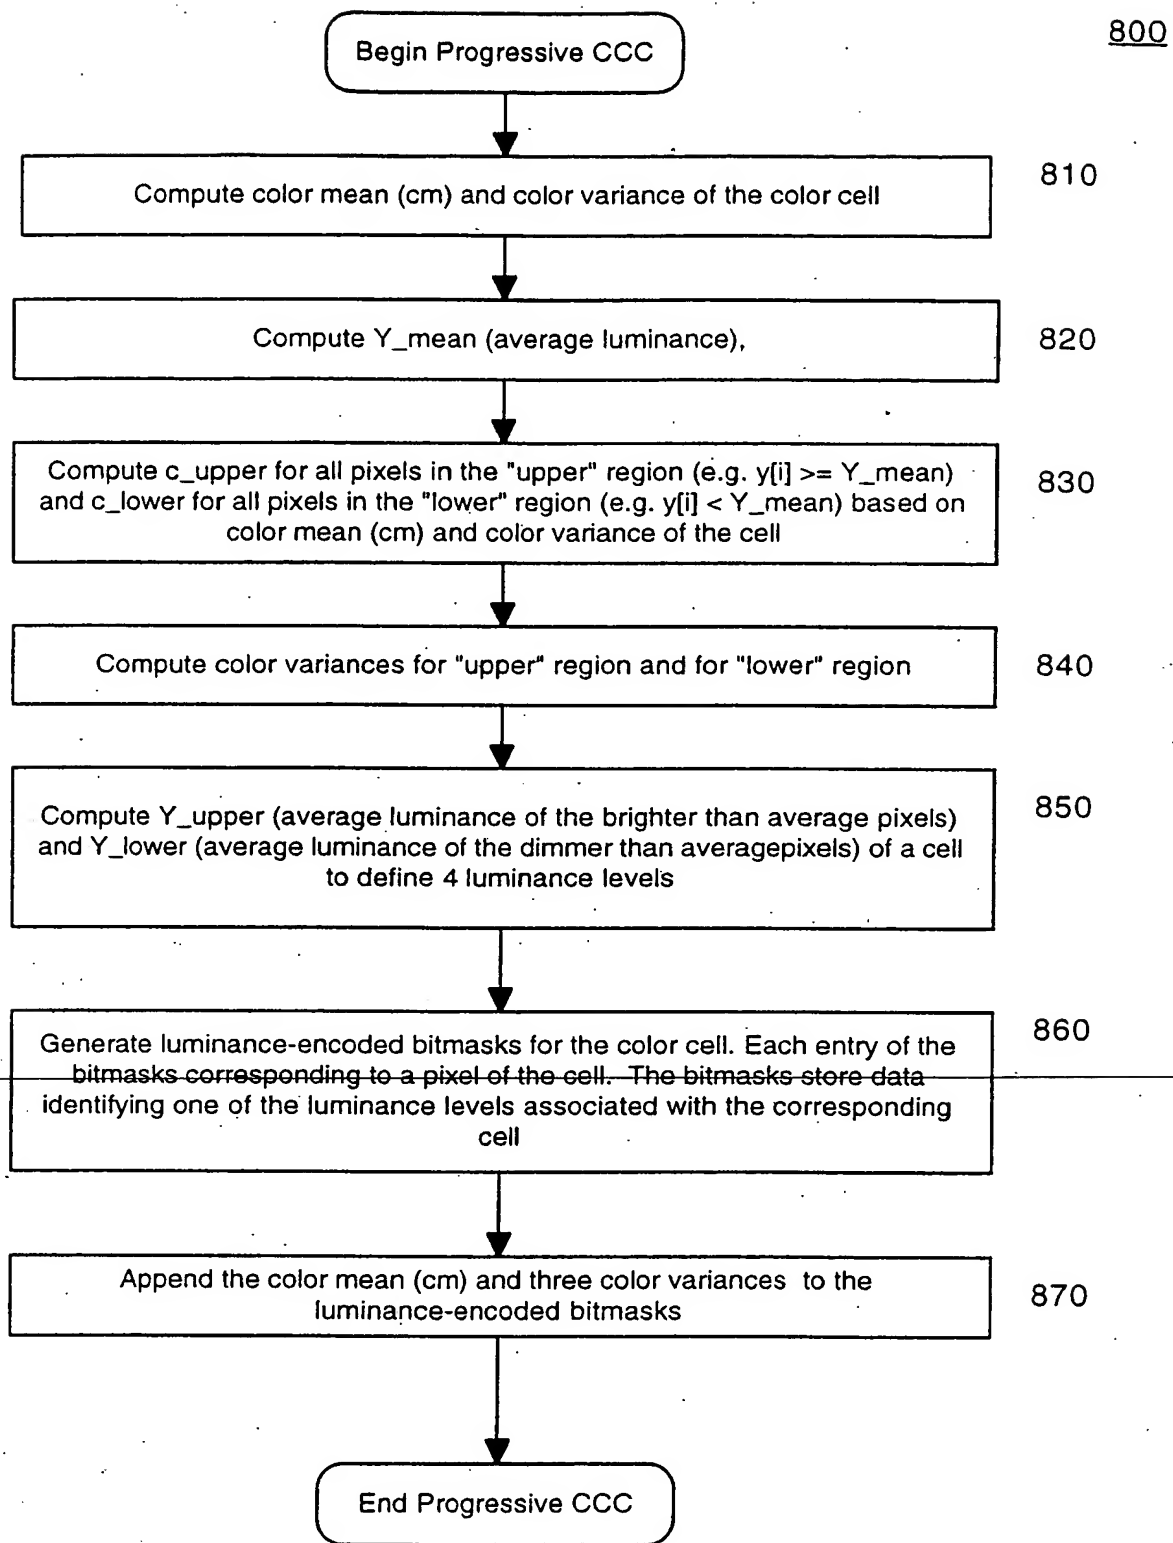 800
Begin Progressive CCC
Compute color mean (cm) and color variance of the color cell
810
Compute Y_mean (average luminance),
820
Compute c_upper for all pixels in the "upper" region (e.g. y[i] >= Y_mean)
and c_lower for all pixels in the "lower" region (e.g. y[i] < Y_mean) based on
color mean (cm) and color variance of the cell
830
Compute color variances for "upper" region and for "lower" region
840
Compute Y_upper (average luminance of the brighter than average pixels)
and Y_lower (average luminance of the dimmer than averagepixels) of a cell
to define 4 luminance levels
850
Generate luminance-encoded bitmasks for the color cell. Each entry of the
bitmasks corresponding to a pixel of the cell. The bitmasks store data
identifying one of the luminance levels associated with the corresponding
cell
860
Append the color mean (cm) and three color variances to the
luminance-encoded bitmasks
870
End Progressive CCC